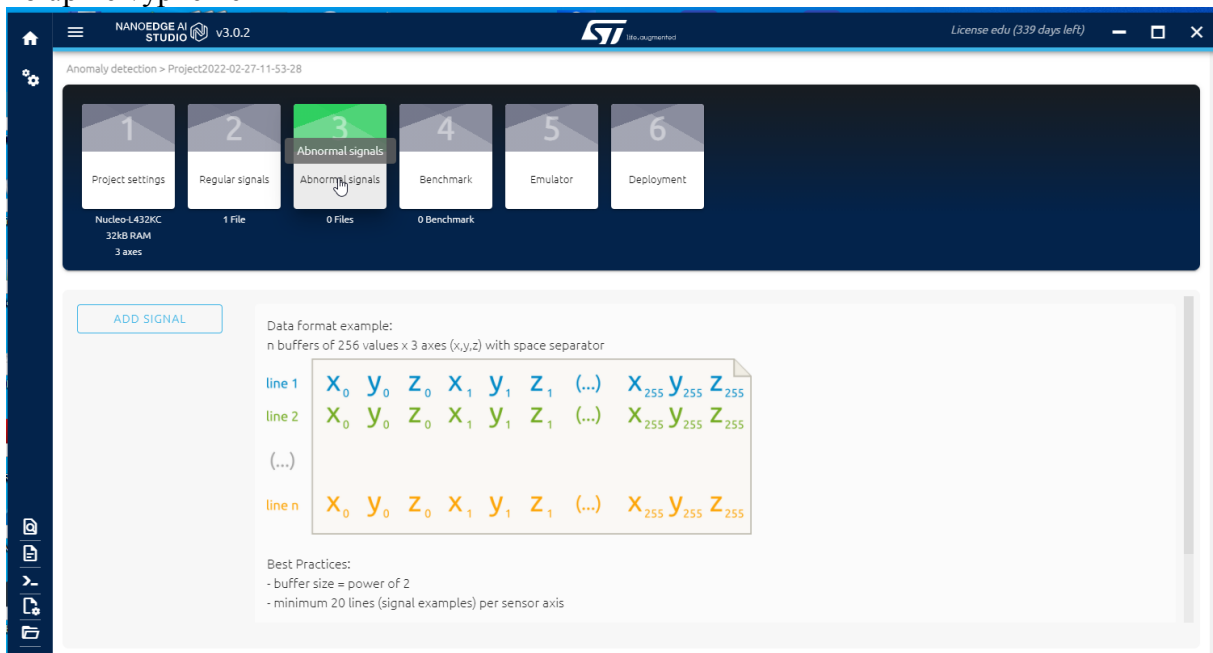 NANOEDGE AI STUDIO v3.0.2
life.augmented
License edu (339 days left)
Anomaly detection > Project2022-02-27-11-53-28
1 2 3 4 5 6
Abnormal signals
Project settings Regular signals Abnormal signals Benchmark Emulator Deployment
Nucleo-L432KC 1 File 0 Files 0 Benchmark
32kB RAM
3 axes
ADD SIGNAL
Data format example:
n buffers of 256 values x 3 axes (x,y,z) with space separator
line 1 X0 y0 Z0 X1 y1 Z1 (...) X255 y255 Z255
line 2 X0 y0 Z0 X1 y1 Z1 (...) X255 y255 Z255
(...)
line n X0 y0 Z0 X1 y1 Z1 (...) X255 y255 Z255
Best Practices:
- buffer size = power of 2
- minimum 20 lines (signal examples) per sensor axis